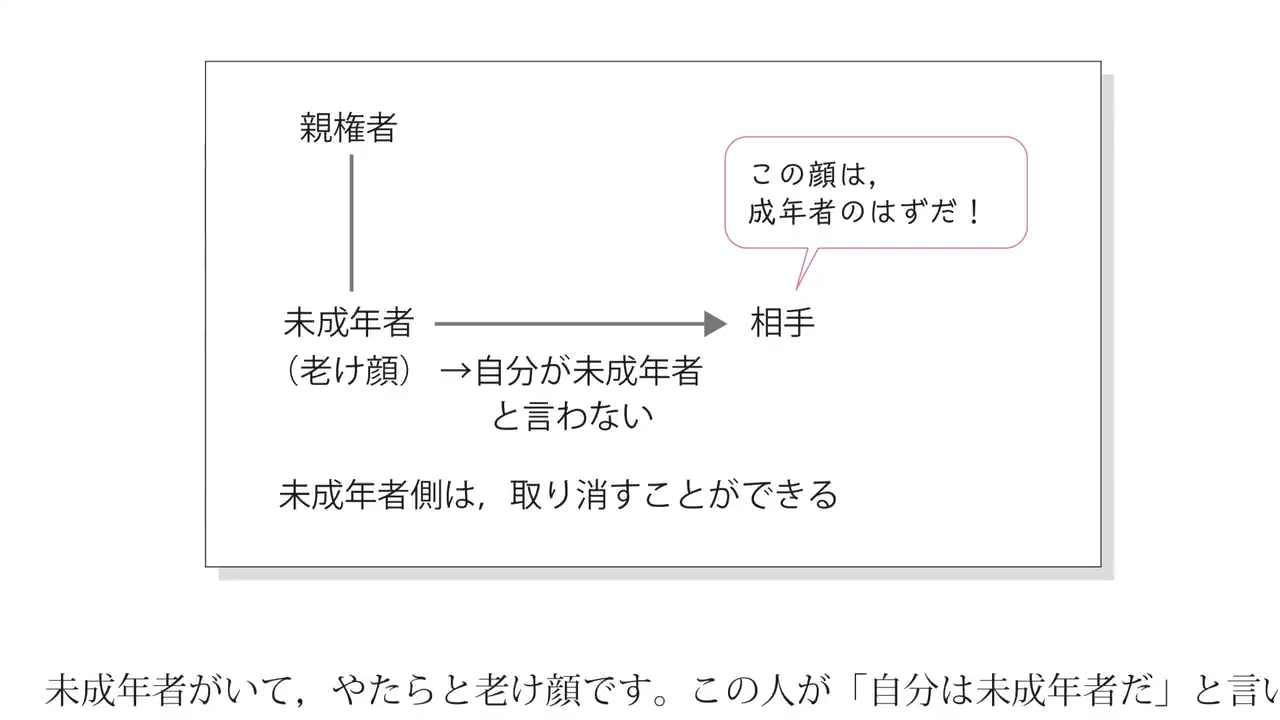 親権者
この顔は，
成年者のはずだ！
未成年者
相手
（老け顔）
→自分が未成年者
と言わない
未成年者側は，取り消すことができる
未成年者がいて，やたらと老け顔です。この人が「自分は未成年者だ」と言い